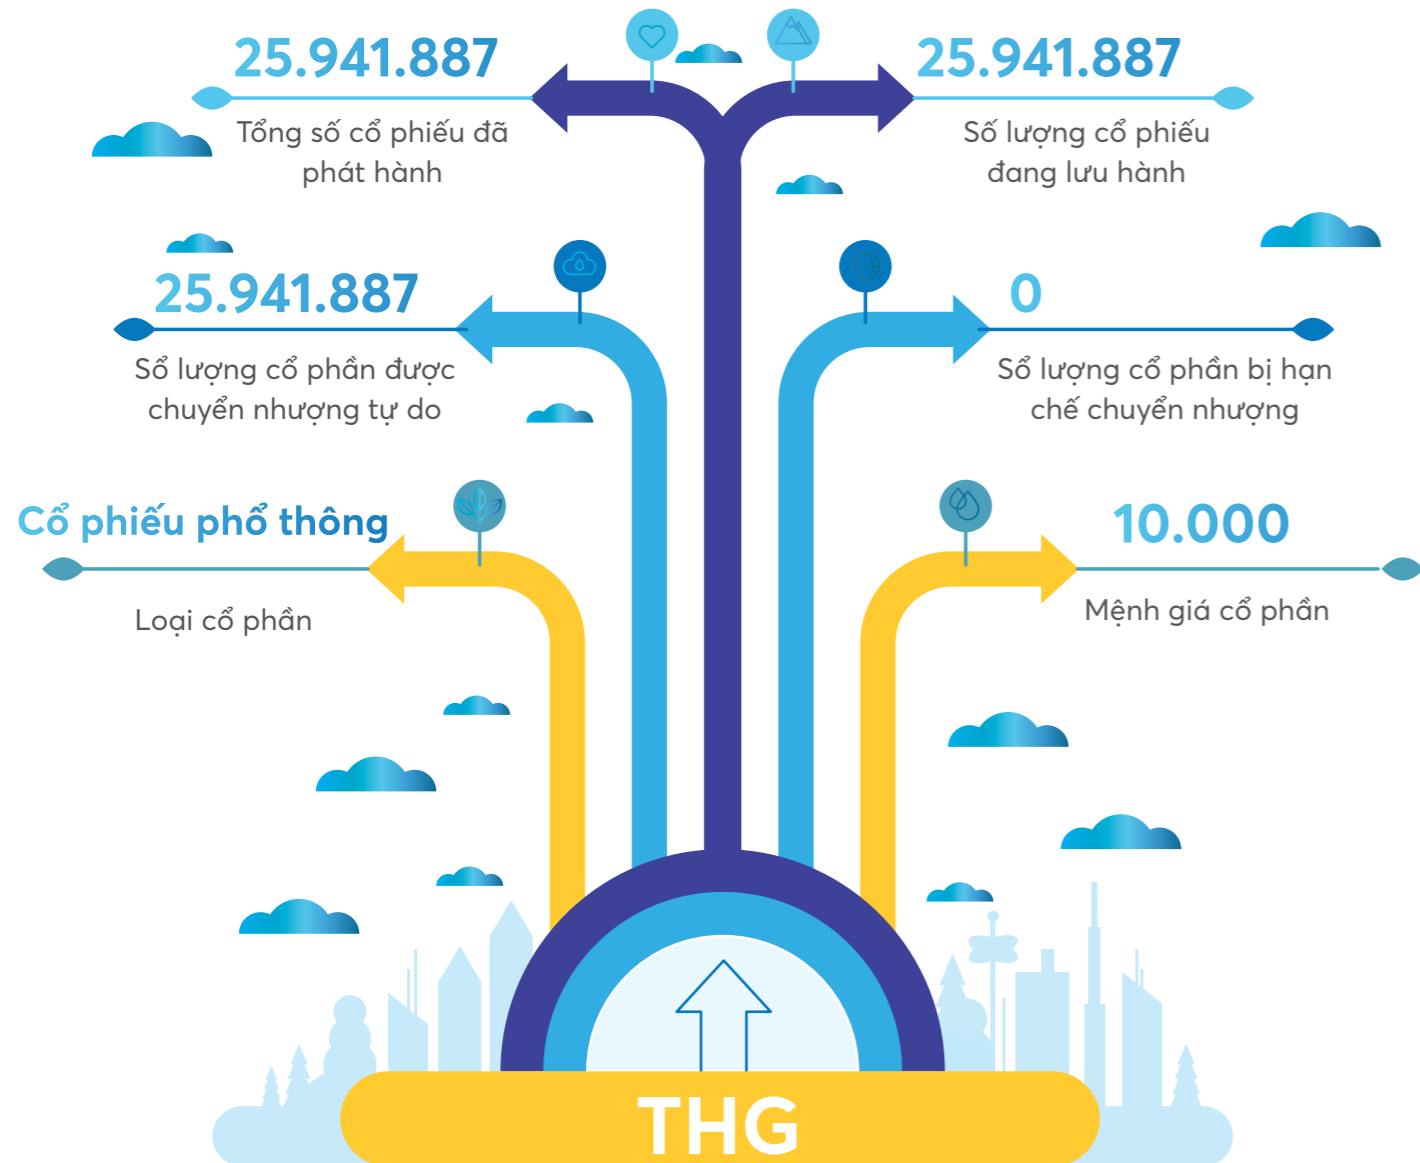 25.941.887
Tổng số cổ phiếu đã
phát hành
25.941.887
Số lượng cổ phiếu
đang lưu hành
25.941.887
Sổ lượng cổ phần được
chuyển nhượng tự do
0
Sổ lượng cổ phần bị hạn
chế chuyển nhượng
Cổ phiếu phổ thông
Loại cổ phần
10.000
Mệnh giá cổ phần
THG